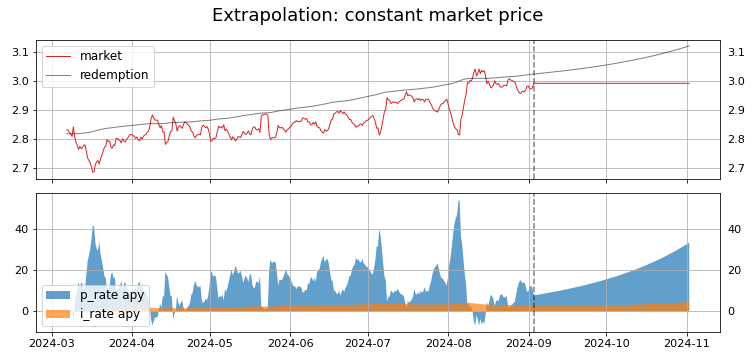 Extrapolation: constant market price
3.1
3.0
2.9
2.8
2.7
market
redemption
3.1
3.0
2.9
2.8
2.7
40
20
0
p_rate apy
i_rate apy
40
20
0
2024-03 2024-04 2024-05 2024-06 2024-07 2024-08 2024-09 2024-10 2024-11